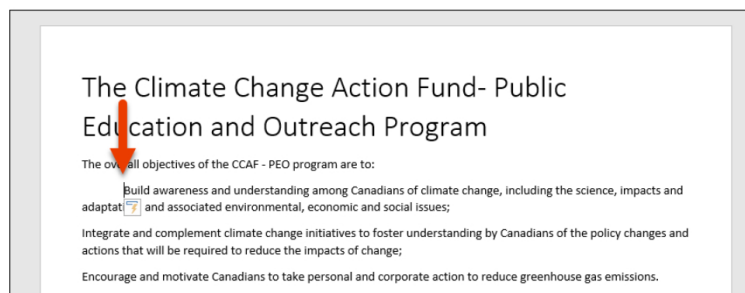 The Climate Change Action Fund- Public
Education and Outreach Program
The overall objectives of the CCAF - PEO program are to:
Build awareness and understanding among Canadians of climate change, including the science, impacts and
adaptat and associated environmental, economic and social issues;
Integrate and complement climate change initiatives to foster understanding by Canadians of the policy changes and
actions that will be required to reduce the impacts of change;
Encourage and motivate Canadians to take personal and corporate action to reduce greenhouse gas emissions.